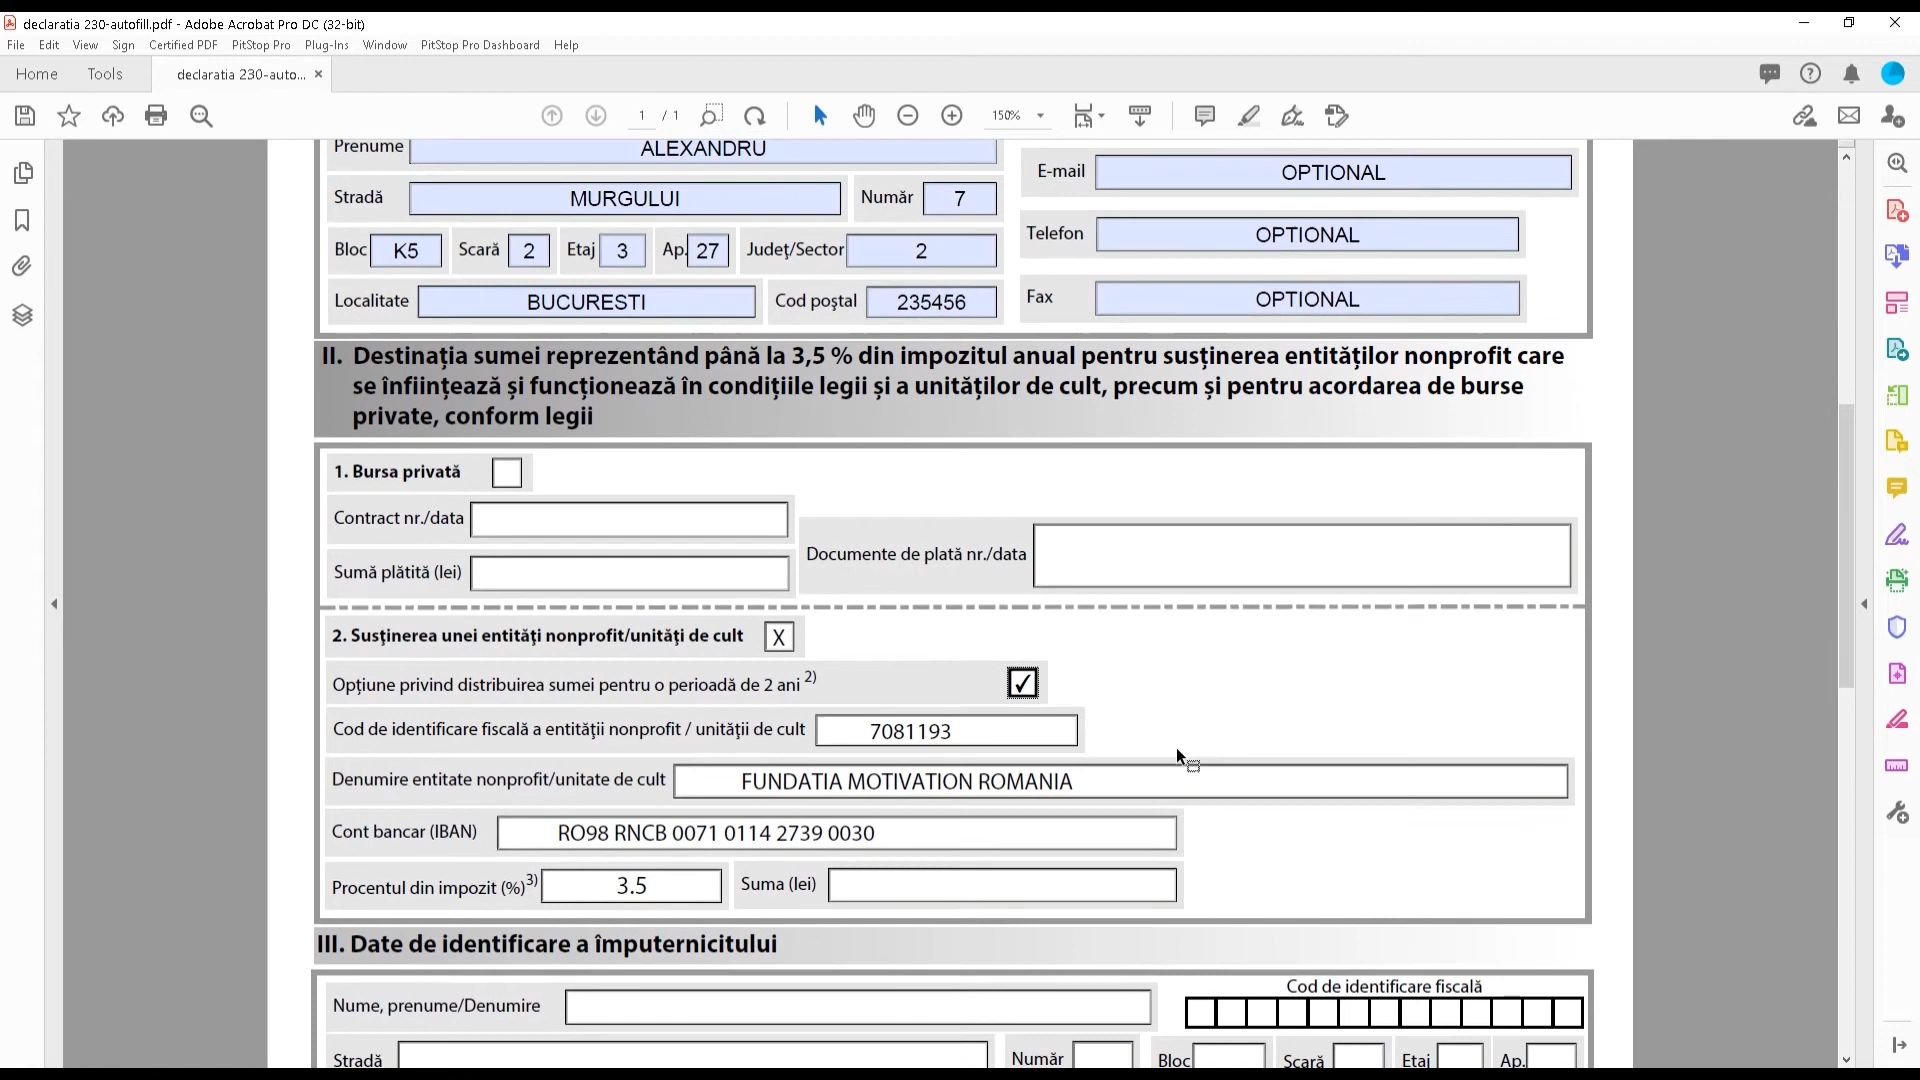 declaratia 230-autofill.pdf - Adobe Acrobat Pro DC (32-bit)
File Edit View Sign Certified PDF PitStop Pro Plug-Ins Window PitStop Pro Dashboard Help
Home Tools declaratia 230-auto... ×
1 / 1 150%
Prenume ALEXANDRU
E-mail OPTIONAL
Stradă MURGULUI Număr 7
Telefon OPTIONAL
Bloc K5 Scară 2 Etaj 3 Ap. 27 Judeţ/Sector 2
Localitate BUCURESTI Cod poştal 235456
Fax OPTIONAL
II. Destinația sumei reprezentând până la 3,5 % din impozitul anual pentru susținerea entităților nonprofit care
se înființează și funcționează în condițiile legii și a unităților de cult, precum și pentru acordarea de burse
private, conform legii
1. Bursa privată
Contract nr./data
Documente de plată nr./data
Sumă plătită (lei)
2. Susţinerea unei entităţi nonprofit/unităţi de cult X
Opțiune privind distribuirea sumei pentru o perioadă de 2 ani 2) ✓
Cod de identificare fiscală a entităţii nonprofit / unităţii de cult 7081193
Denumire entitate nonprofit/unitate de cult FUNDATIA MOTIVATION ROMANIA
Cont bancar (IBAN) RO98 RNCB 0071 0114 2739 0030
Procentul din impozit (%)3) 3.5 Suma (lei)
III. Date de identificare a împuternicitului
Cod de identificare fiscală
Nume, prenume/Denumire
Stradă Număr Bloc Scară Etaj Ap.